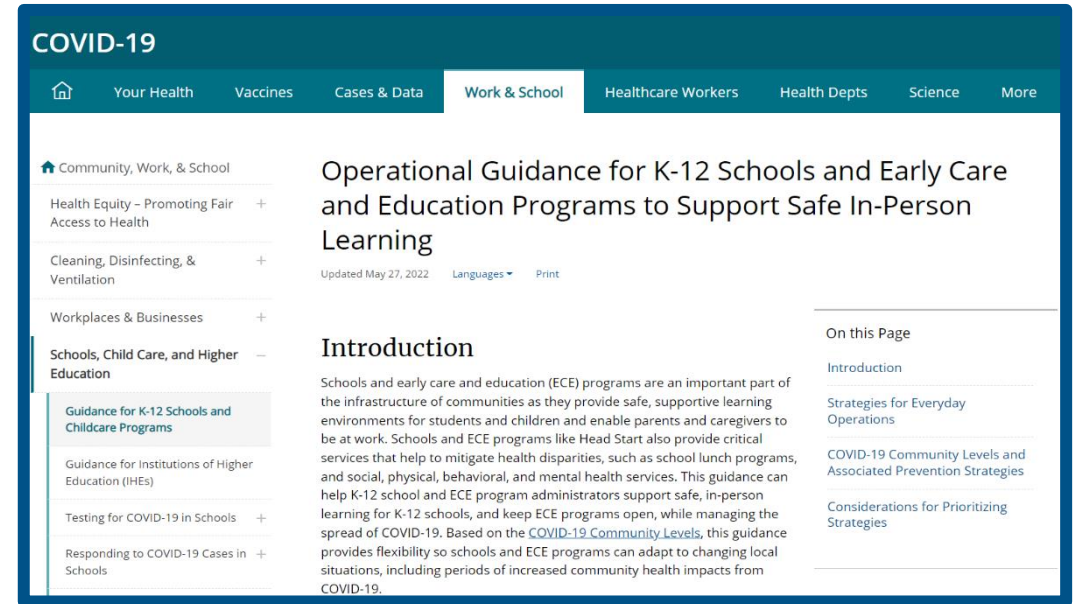 COVID-19
Your Health Vaccines Cases & Data Work & School Healthcare Workers Health Depts Science More
Community, Work, & School
Health Equity – Promoting Fair +
Access to Health
Cleaning, Disinfecting, & +
Ventilation
Workplaces & Businesses +
Schools, Child Care, and Higher –
Education
Guidance for K-12 Schools and
Childcare Programs
Guidance for Institutions of Higher
Education (IHEs)
Testing for COVID-19 in Schools +
Responding to COVID-19 Cases in +
Schools
Operational Guidance for K-12 Schools and Early Care
and Education Programs to Support Safe In-Person
Learning
Updated May 27, 2022 Languages Print
Introduction
Schools and early care and education (ECE) programs are an important part of
the infrastructure of communities as they provide safe, supportive learning
environments for students and children and enable parents and caregivers to
be at work. Schools and ECE programs like Head Start also provide critical
services that help to mitigate health disparities, such as school lunch programs,
and social, physical, behavioral, and mental health services. This guidance can
help K-12 school and ECE program administrators support safe, in-person
learning for K-12 schools, and keep ECE programs open, while managing the
spread of COVID-19. Based on the COVID-19 Community Levels, this guidance
provides flexibility so schools and ECE programs can adapt to changing local
situations, including periods of increased community health impacts from
COVID-19.
On this Page
Introduction
Strategies for Everyday
Operations
COVID-19 Community Levels and
Associated Prevention Strategies
Considerations for Prioritizing
Strategies